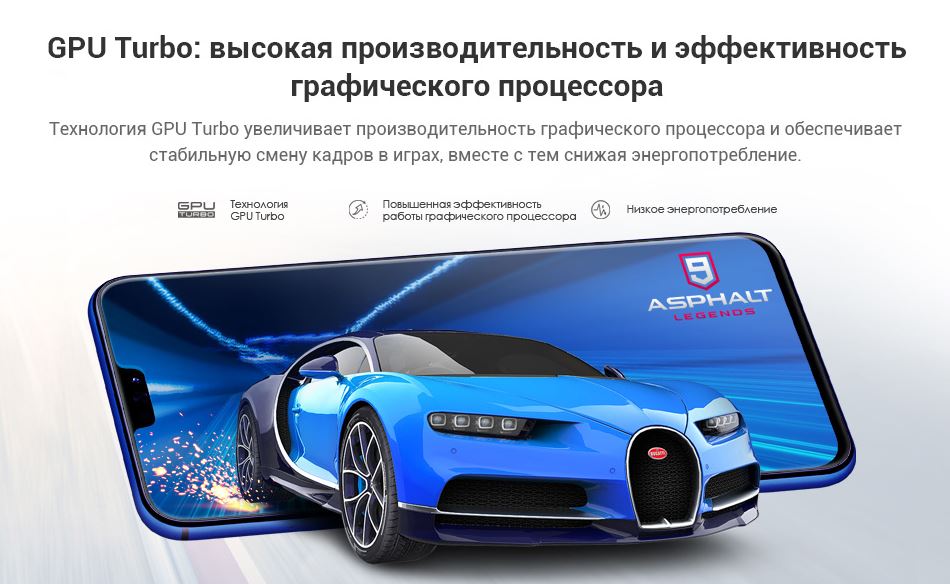 GPU Turbo: высокая производительность и эффективность
графического процессора
Технология GPU Turbo увеличивает производительность графического процессора и обеспечивает
стабильную смену кадров в играх, вместе с тем снижая энергопотребление.
GPU
TURBO
Технология
GPU Turbo
Повышенная эффективность
работы графического процессора
Низкое энергопотребление
9
ASPHALT
LEGENDS
BUGATTI